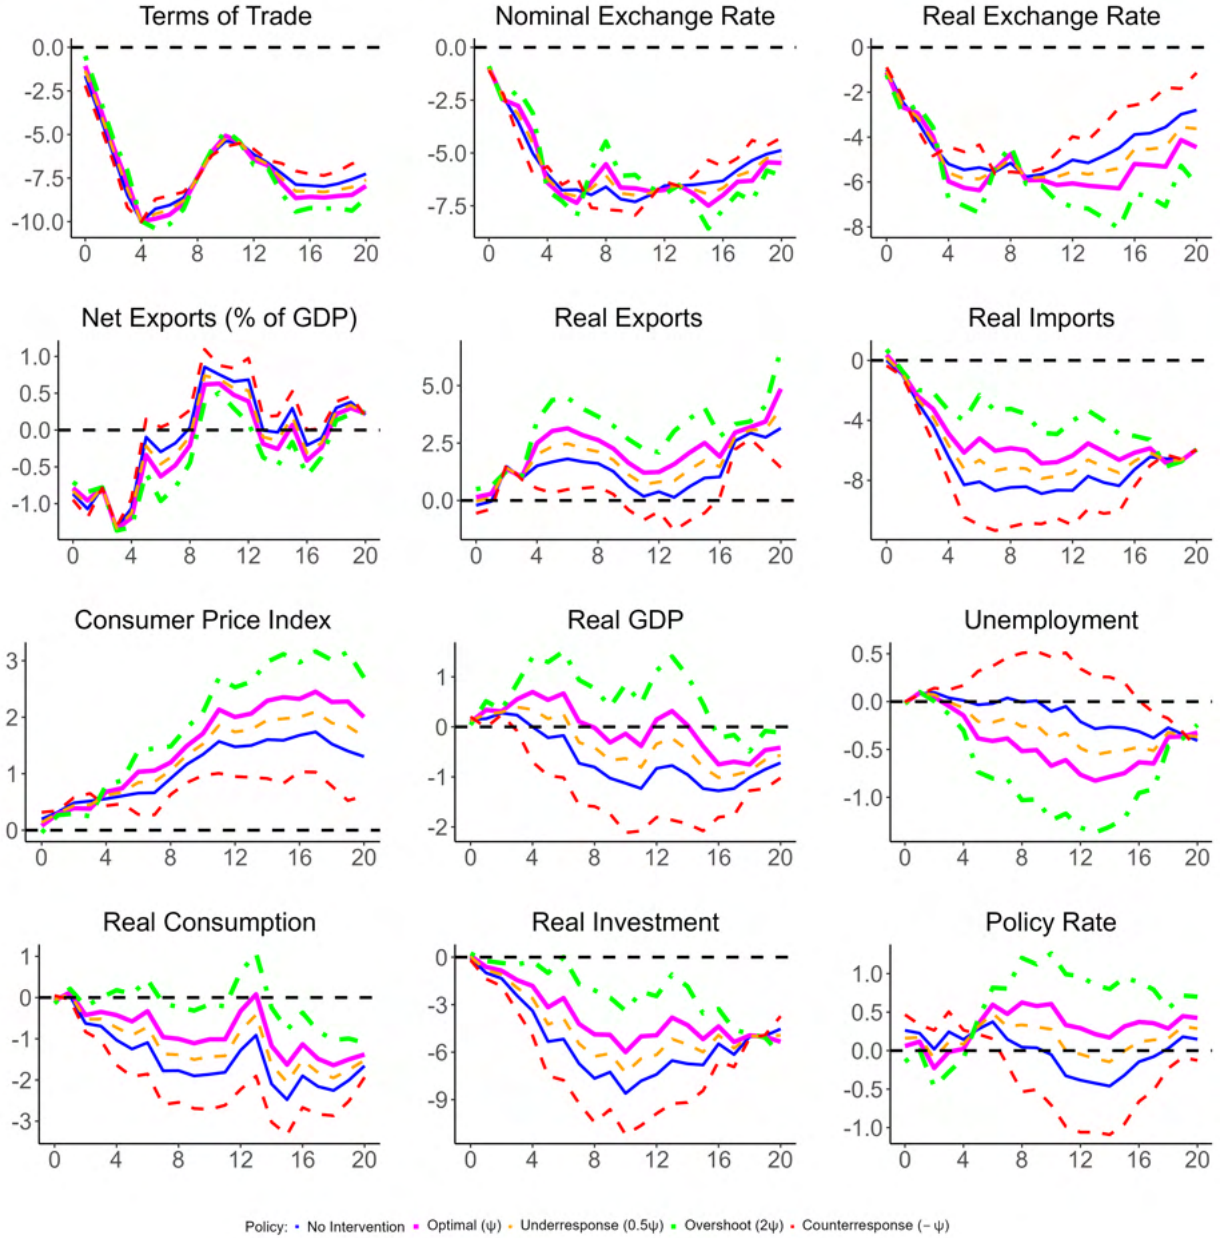 Terms of Trade
0.0
-2.5
-5.0
-7.5
-10.0
0 4 8 12 16 20
Nominal Exchange Rate
0.0
-2.5
-5.0
-7.5
0 4 8 12 16 20
Real Exchange Rate
0
-2
-4
-6
-8
0 4 8 12 16 20
Net Exports (% of GDP)
1.0
0.5
0.0
-0.5
-1.0
0 4 8 12 16 20
Real Exports
5.0
2.5
0.0
0 4 8 12 16 20
Real Imports
0
-4
-8
0 4 8 12 16 20
Consumer Price Index
3
2
1
0
0 4 8 12 16 20
Real GDP
1
0
-1
-2
0 4 8 12 16 20
Unemployment
0.5
0.0
-0.5
-1.0
0 4 8 12 16 20
Real Consumption
1
0
-1
-2
-3
0 4 8 12 16 20
Real Investment
0
-3
-6
-9
0 4 8 12 16 20
Policy Rate
1.0
0.5
0.0
-0.5
-1.0
0 4 8 12 16 20
Policy: No Intervention Optimal (ψ) Underresponse (0.5ψ) Overshoot (2ψ) Counterresponse (−ψ)